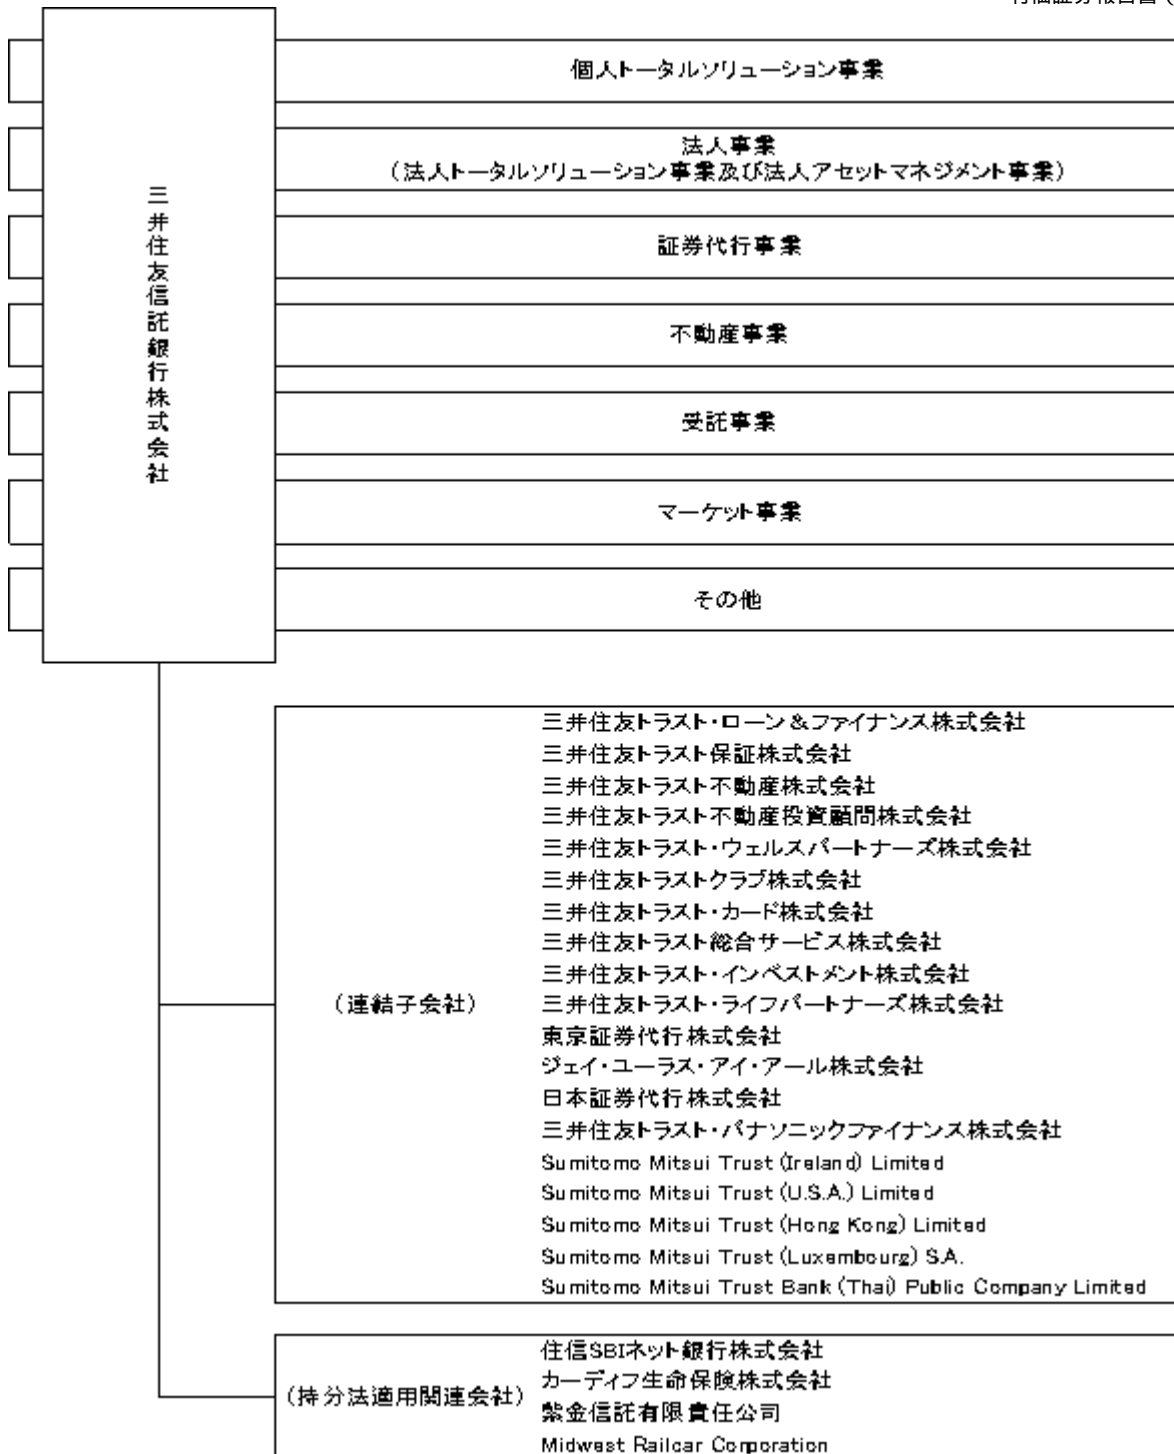 三井住友信託銀行株式会社
個人トータルソリューション事業
法人事業
（法人トータルソリューション事業及び法人アセットマネジメント事業）
証券代行事業
不動産事業
受託事業
マーケット事業
その他
（連結子会社）
三井住友トラスト・ローン＆ファイナンス株式会社
三井住友トラスト保証株式会社
三井住友トラスト不動産株式会社
三井住友トラスト不動産投資顧問株式会社
三井住友トラスト・ウェルスパートナーズ株式会社
三井住友トラストクラブ株式会社
三井住友トラスト・カード株式会社
三井住友トラスト総合サービス株式会社
三井住友トラスト・インベストメント株式会社
三井住友トラスト・ライフパートナーズ株式会社
東京証券代行株式会社
ジェイ・ユーラス・アイ・アール株式会社
日本証券代行株式会社
三井住友トラスト・パナソニックファイナンス株式会社
Sumitomo Mitsui Trust (Ireland) Limited
Sumitomo Mitsui Trust (U.S.A.) Limited
Sumitomo Mitsui Trust (Hong Kong) Limited
Sumitomo Mitsui Trust (Luxembourg) S.A.
Sumitomo Mitsui Trust Bank (Thai) Public Company Limited
（持分法適用関連会社）
住信SBIネット銀行株式会社
カーディフ生命保険株式会社
紫金信託有限責任公司
Midwest Railcar Corporation